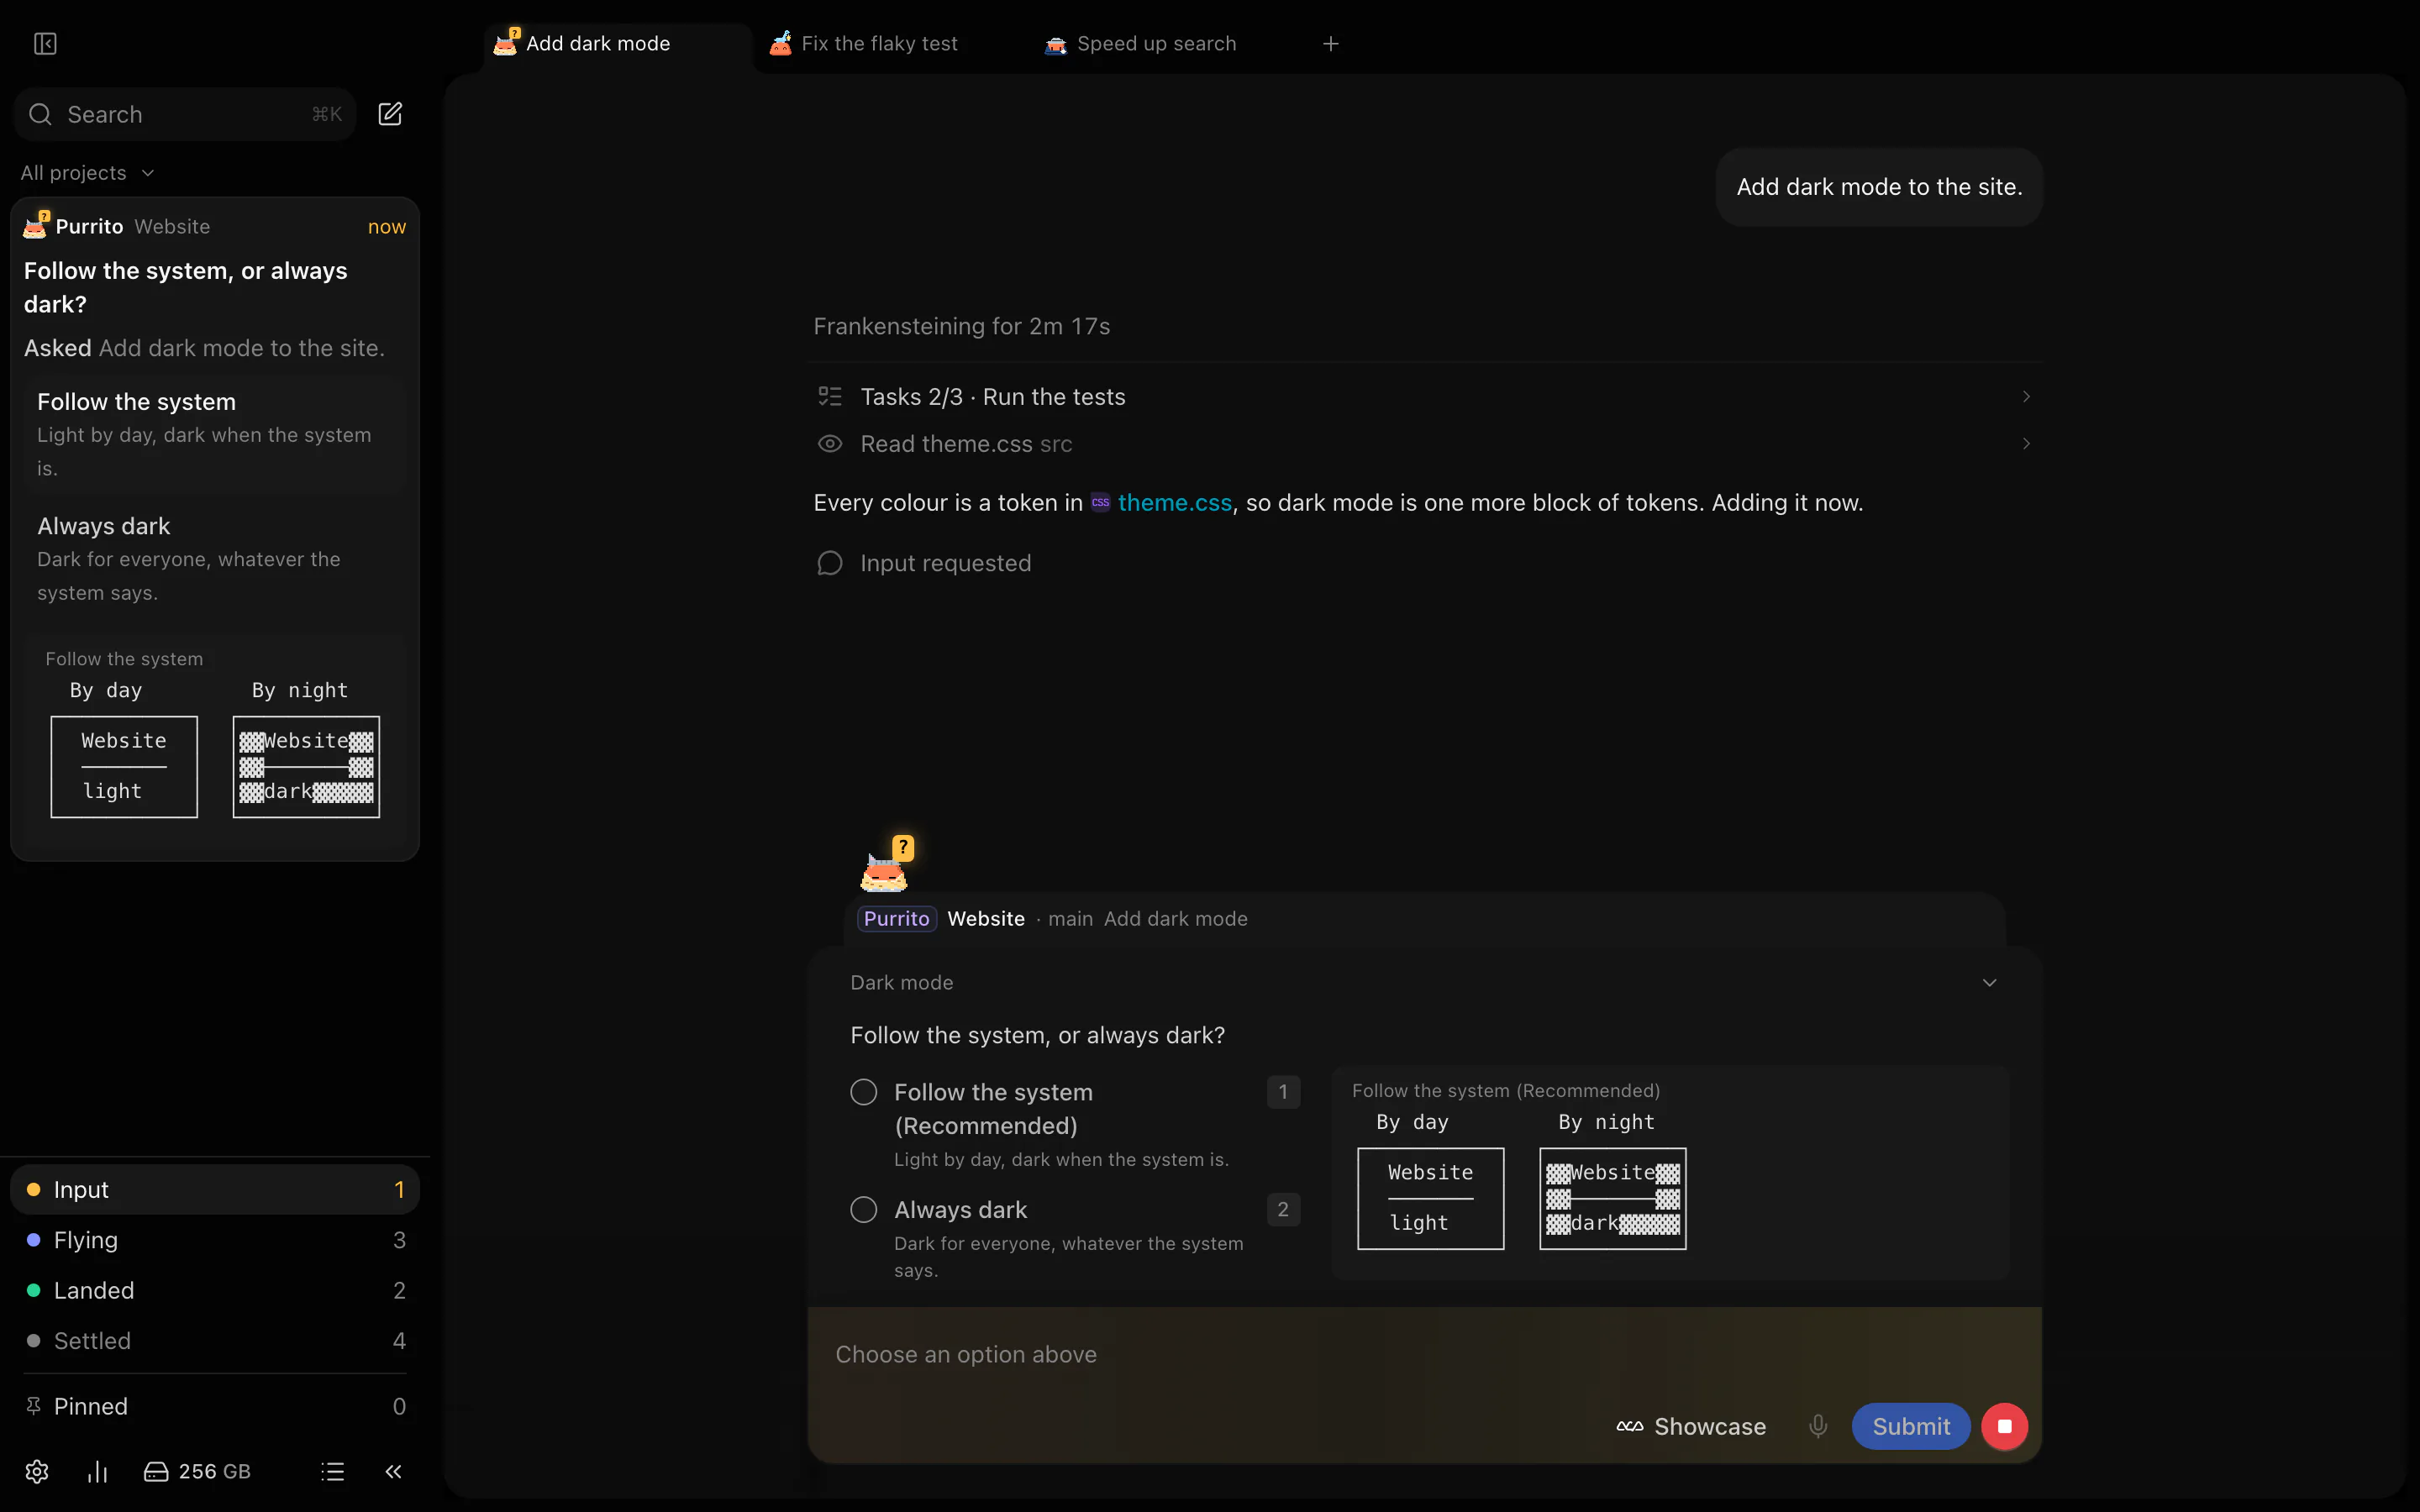 Add dark mode
Fix the flaky test
Speed up search
Search
⌘K
All projects
Purrito Website
now
Follow the system, or always
dark?
Asked Add dark mode to the site.
Follow the system
Light by day, dark when the system
is.
Always dark
Dark for everyone, whatever the
system says.
Follow the system
By day By night
Website Website
light dark
Input 1
Flying 3
Landed 2
Settled 4
Pinned 0
256 GB
Add dark mode to the site.
Frankensteining for 2m 17s
Tasks 2/3 · Run the tests
Read theme.css src
Every colour is a token in CSS theme.css, so dark mode is one more block of tokens. Adding it now.
Input requested
?
Purrito Website · main Add dark mode
Dark mode
Follow the system, or always dark?
Follow the system 1
(Recommended)
Light by day, dark when the system is.
Always dark 2
Dark for everyone, whatever the system
says.
Follow the system (Recommended)
By day By night
Website Website
light dark
Choose an option above
Showcase
Submit